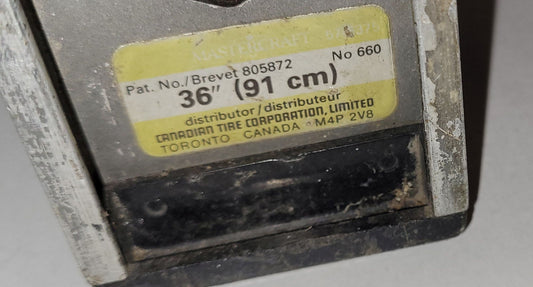 MASTERCRAFT
Pat. No./Brevet 805872 No 660
36" (91 cm)
distributor/distributeur
CANADIAN TIRE CORPORATION, LIMITED
TORONTO CANADA M4P 2V8